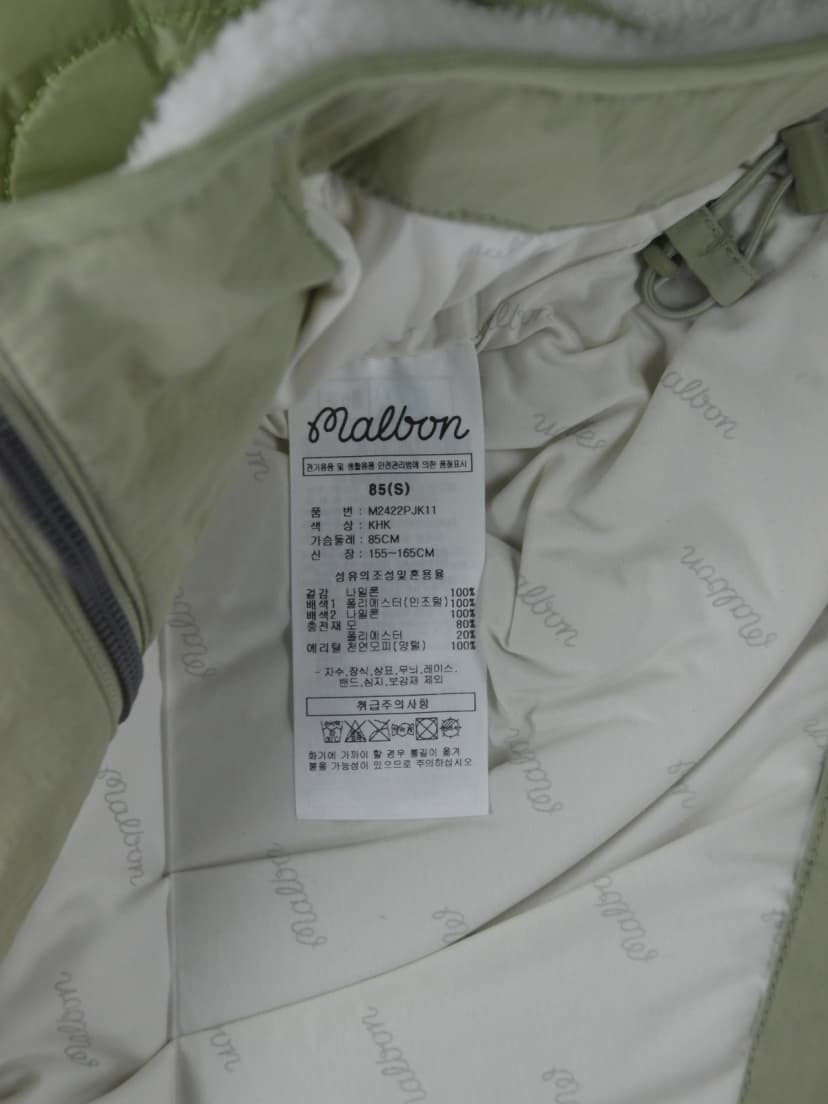 Malbon
전기용품 및 생활용품 안전관리법에 의한 품질표시
85(S)
품 번 : M2422PJK11
색 상 : KHK
가슴둘레 : 85CM
신 장 : 155~165CM
섬유의조성및혼용율
겉감 나일론 100%
배색1 폴리에스터(인조털) 100%
배색2 나일론 100%
충전재 모 80%
폴리에스터 20%
에리털 천연모피(양털) 100%
- 자수,장식,상표,무늬,레이스.
밴드,심지,보강재 제외
취급주의사항
화기에 가까이 할 경우 불길이 옮겨
붙을 가능성이 있으므로 주의하십시오